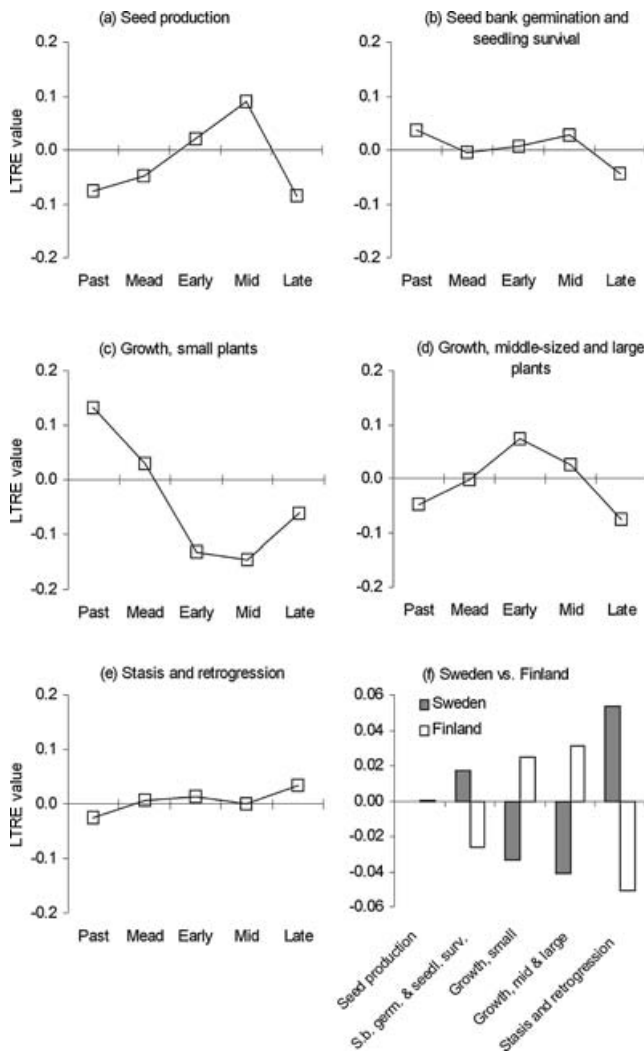 (a) Seed production
0.2
0.1
0.0
-0.1
-0.2
LTRE value
Past Mead Early Mid Late
(b) Seed bank germination and
seedling survival
0.2
0.1
0.0
-0.1
-0.2
Past Mead Early Mid Late
(c) Growth, small plants
0.2
0.1
0.0
-0.1
-0.2
LTRE value
Past Mead Early Mid Late
(d) Growth, middle-sized and large
plants
0.2
0.1
0.0
-0.1
-0.2
Past Mead Early Mid Late
(e) Stasis and retrogression
0.2
0.1
0.0
-0.1
-0.2
LTRE value
Past Mead Early Mid Late
(f) Sweden vs. Finland
Sweden
Finland
0.06
0.04
0.02
0.00
-0.02
-0.04
-0.06
Seed production
S.b. germ. & seedl. surv.
Growth, small
Growth, mid & large
Stasis and retrogression